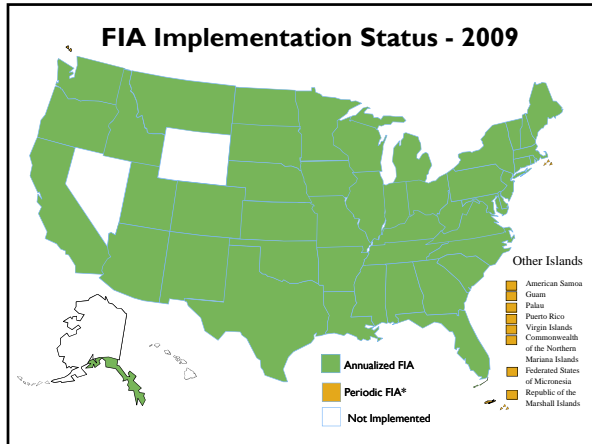 FIA Implementation Status - 2009
Other Islands
American Samoa
Guam
Palau
Puerto Rico
Virgin Islands
Commonwealth
of the Northern
Mariana Islands
Federated States
of Micronesia
Republic of the
Marshall Islands
Annualized FIA
Periodic FIA*
Not Implemented